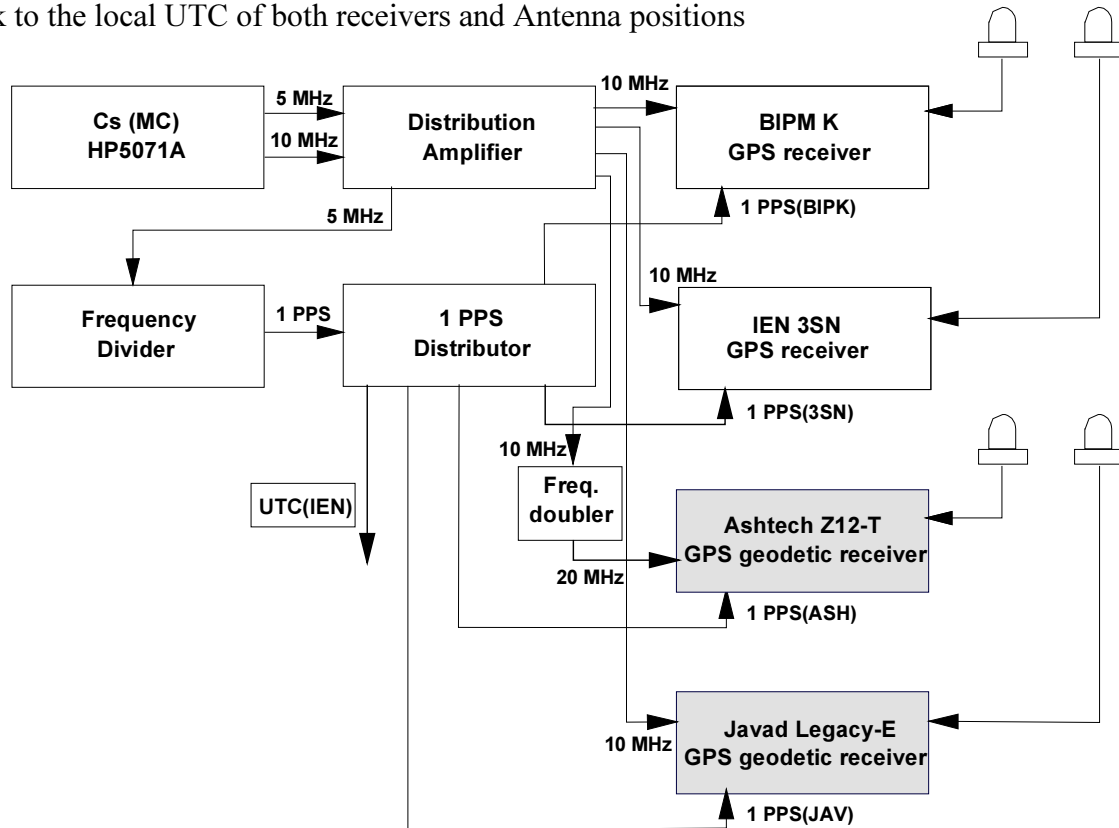 k to the local UTC of both receivers and Antenna positions
Cs (MC)
HP5071A
5 MHz
10 MHz
Distribution
Amplifier
10 MHz
BIPM K
GPS receiver
5 MHz
1 PPS(BIPK)
Frequency
Divider
1 PPS
1 PPS
Distributor
10 MHz
IEN 3SN
GPS receiver
1 PPS(3SN)
10 MHz
UTC(IEN)
Freq.
doubler
20 MHz
Ashtech Z12-T
GPS geodetic receiver
1 PPS(ASH)
10 MHz
Javad Legacy-E
GPS geodetic receiver
1 PPS(JAV)